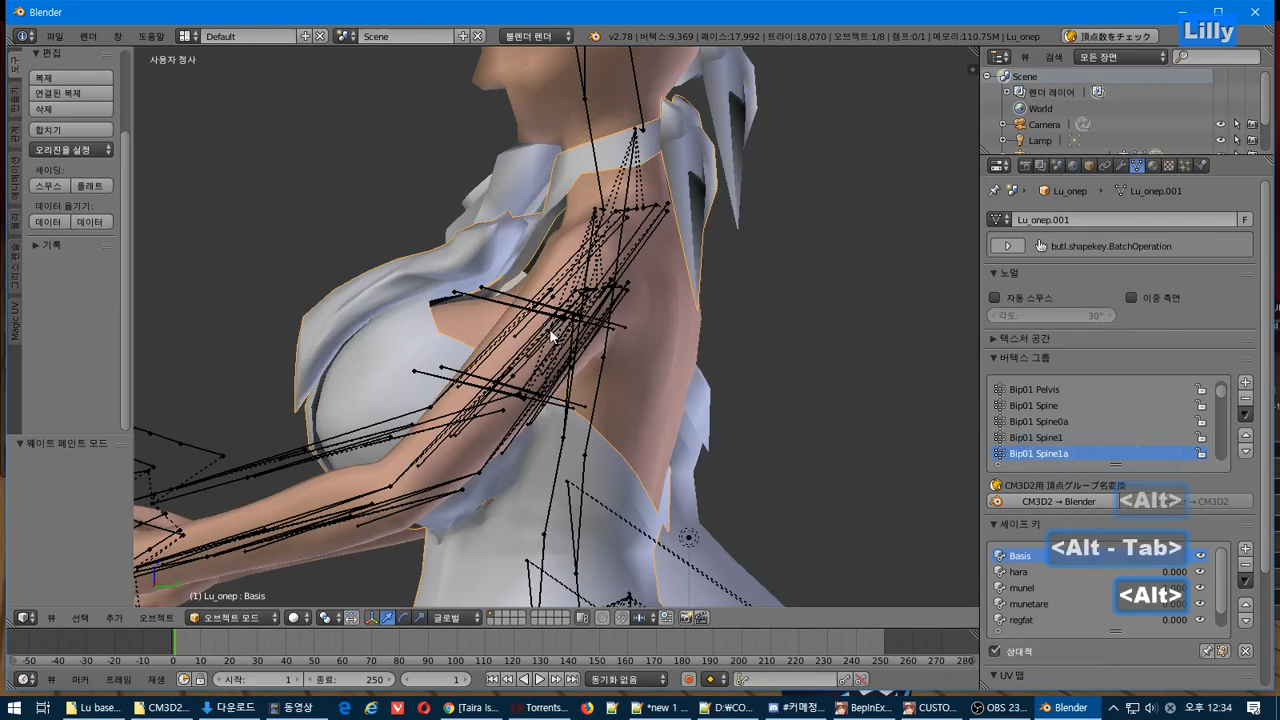 Blender
Lilly
파일 렌더 창 도움말 Default Scene 블렌더 렌더 v2.78 | 버텍스:9,369 | 페이스:17,992 | 트라이:18,070 | 오브젝트:1/8 | 램프:0/1 | 메모리:110.75M | Lu_onep 頂点数をチェック
뷰 검색 모든 장면
편집
복제
연결된 복제
삭제
합치기
오리진을 설정
셰이딩:
스무스 플래트
데이터 옮기기:
데이터 데이터
기록
Magic UV
웨이트 페인트 모드
사용자 정사
(1) Lu_onep : Basis
Scene
렌더 레이어
World
Camera
Lamp
Lu_onep Lu_onep.001
Lu_onep.001 F
butl.shapekey.BatchOperation
노멀
자동 스무스 이중 측면
각도: 30°
텍스처 공간
버텍스 그룹
Bip01 Pelvis
Bip01 Spine
Bip01 Spine0a
Bip01 Spine1
Bip01 Spine1a
CM3D2用 頂点グループ名変換
CM3D2 → Blender → CM3D2
<Alt>
셰이프 키
<Alt - Tab>
<Alt>
Basis
hara 0.000
munel
munetare 0.000
regfat 0.000
상대적
UV 맵
뷰 선택 추가 오브젝트 오브젝트 모드 글로벌
-50 -40 -30 -20 -10 0 10 20 30 40 50 60 70 80 90 100 110 120 130 140 150 160 170 180 190 200 210 220 230 240 250 260 270 280
뷰 마커 프레임 재생 시작: 1 종료: 250 1 동기화 없음
Lu base... CM3D2... 다운로드 동영상 [Taira Is... Torrents... *new 1 ... D:₩CO... #커메정... BepInEx... CUSTO... OBS 23... Blender 오후 12:34